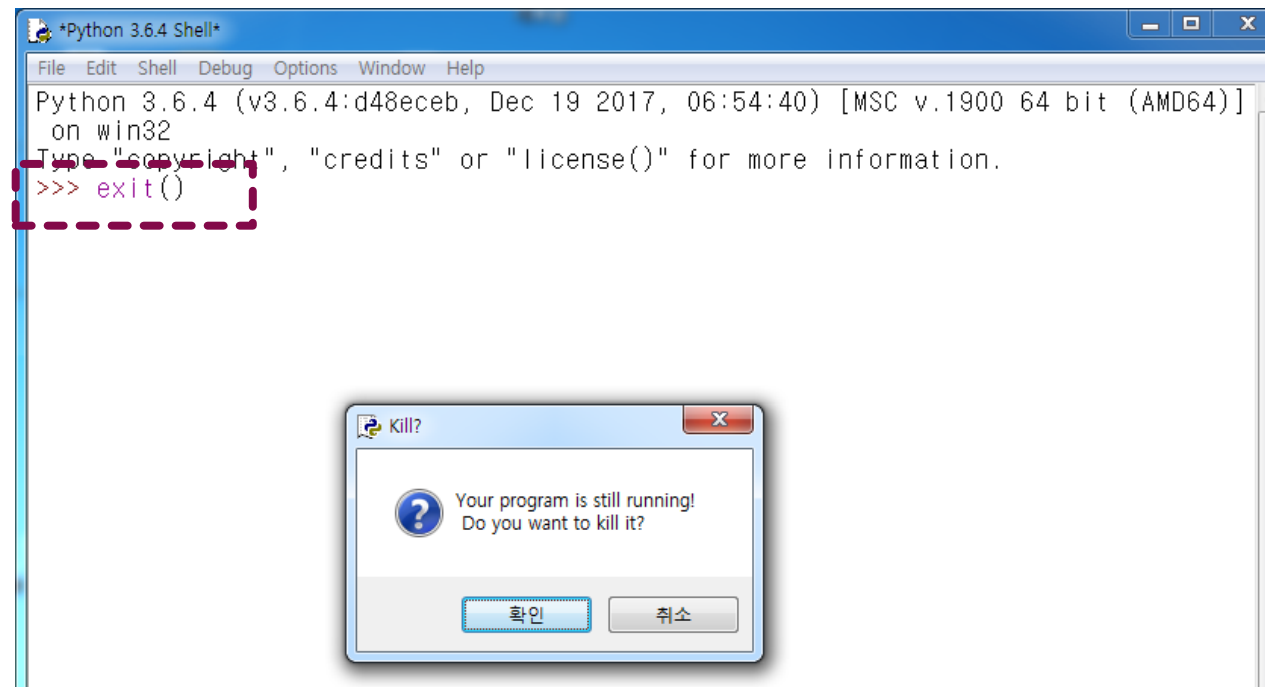 *Python 3.6.4 Shell*
File Edit Shell Debug Options Window Help
Python 3.6.4 (v3.6.4:d48eceb, Dec 19 2017, 06:54:40) [MSC v.1900 64 bit (AMD64)]
on win32
Type "copyright", "credits" or "license()" for more information.
>>> exit()
Kill?
Your program is still running!
Do you want to kill it?
확인 취소